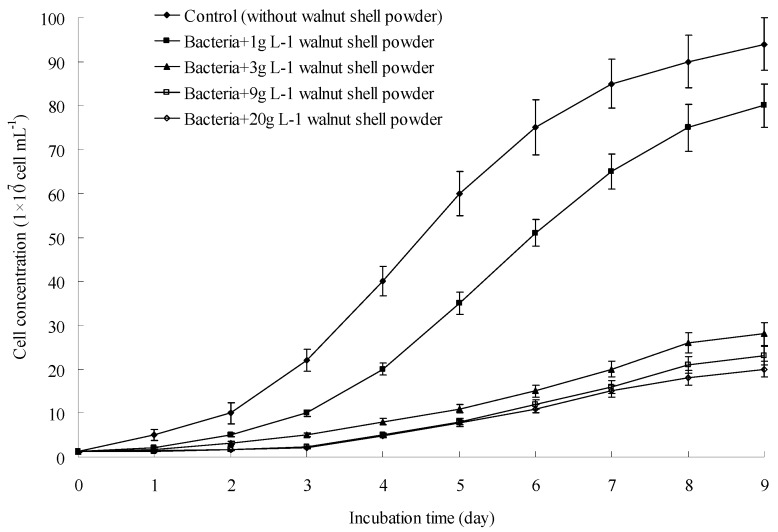 Control (without walnut shell powder)
Bacteria+1g L-1 walnut shell powder
Bacteria+3g L-1 walnut shell powder
Bacteria+9g L-1 walnut shell powder
Bacteria+20g L-1 walnut shell powder
Cell concentration (1×10⁷ cell mL⁻¹)
100
90
80
70
60
50
40
30
20
10
0
0 1 2 3 4 5 6 7 8 9
Incubation time (day)